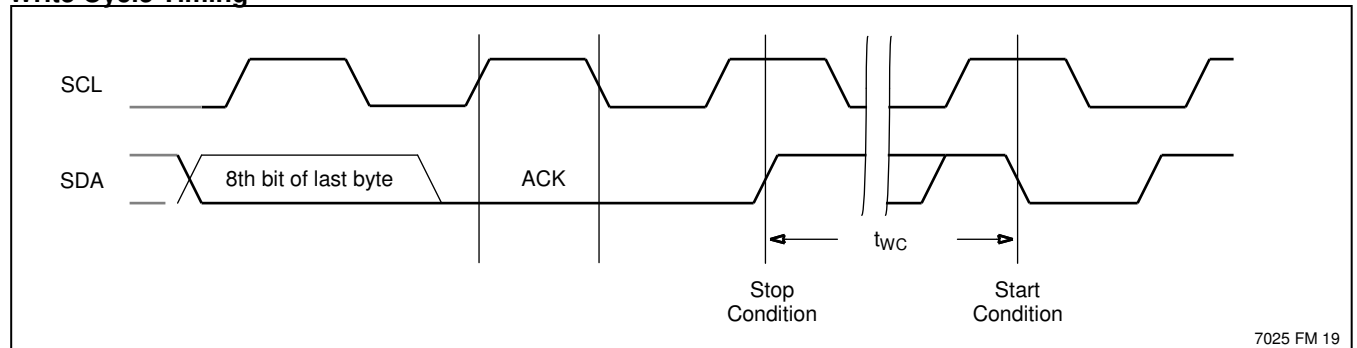 Write Cycle Timing
SCL
SDA
8th bit of last byte
ACK
tWC
Stop
Condition
Start
Condition
7025 FM 19